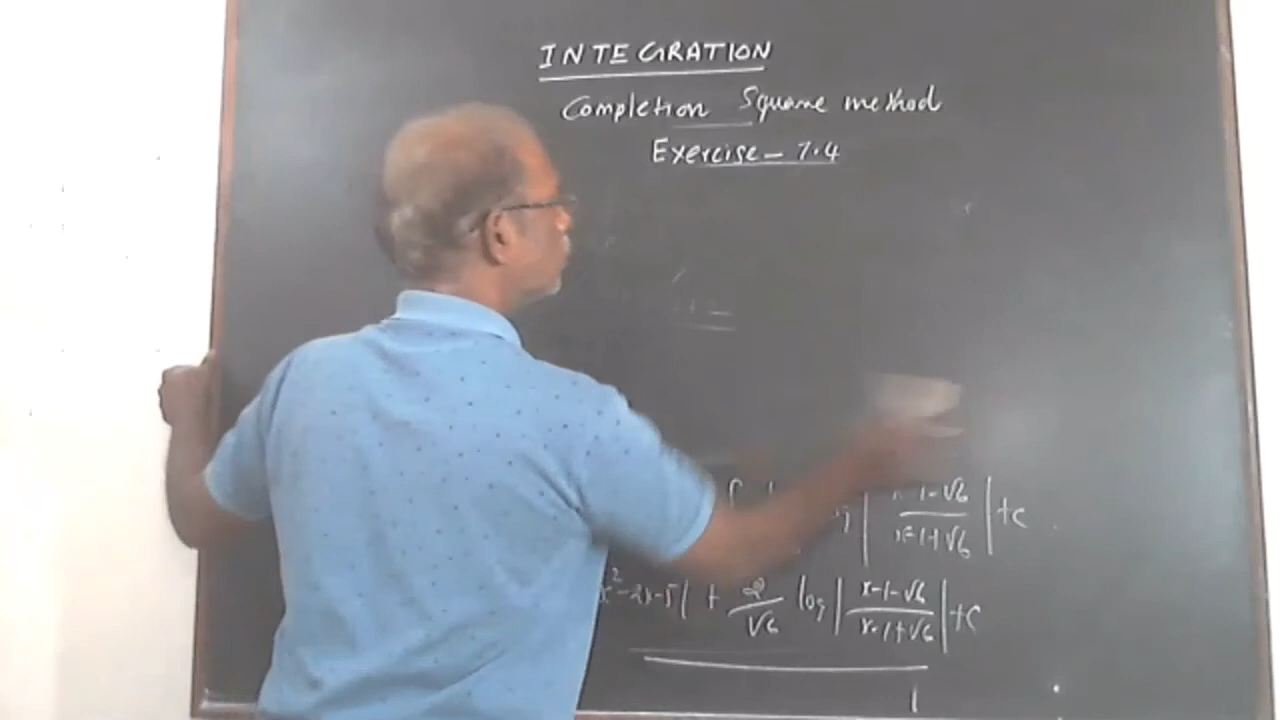 INTEGRATION
Completion Square method
Exercise - 7.4
-1-√6 | + c
x-1+√6
x²-2x-5| + 2/√6 log | x-1-√6 / x-1+√6 | + c